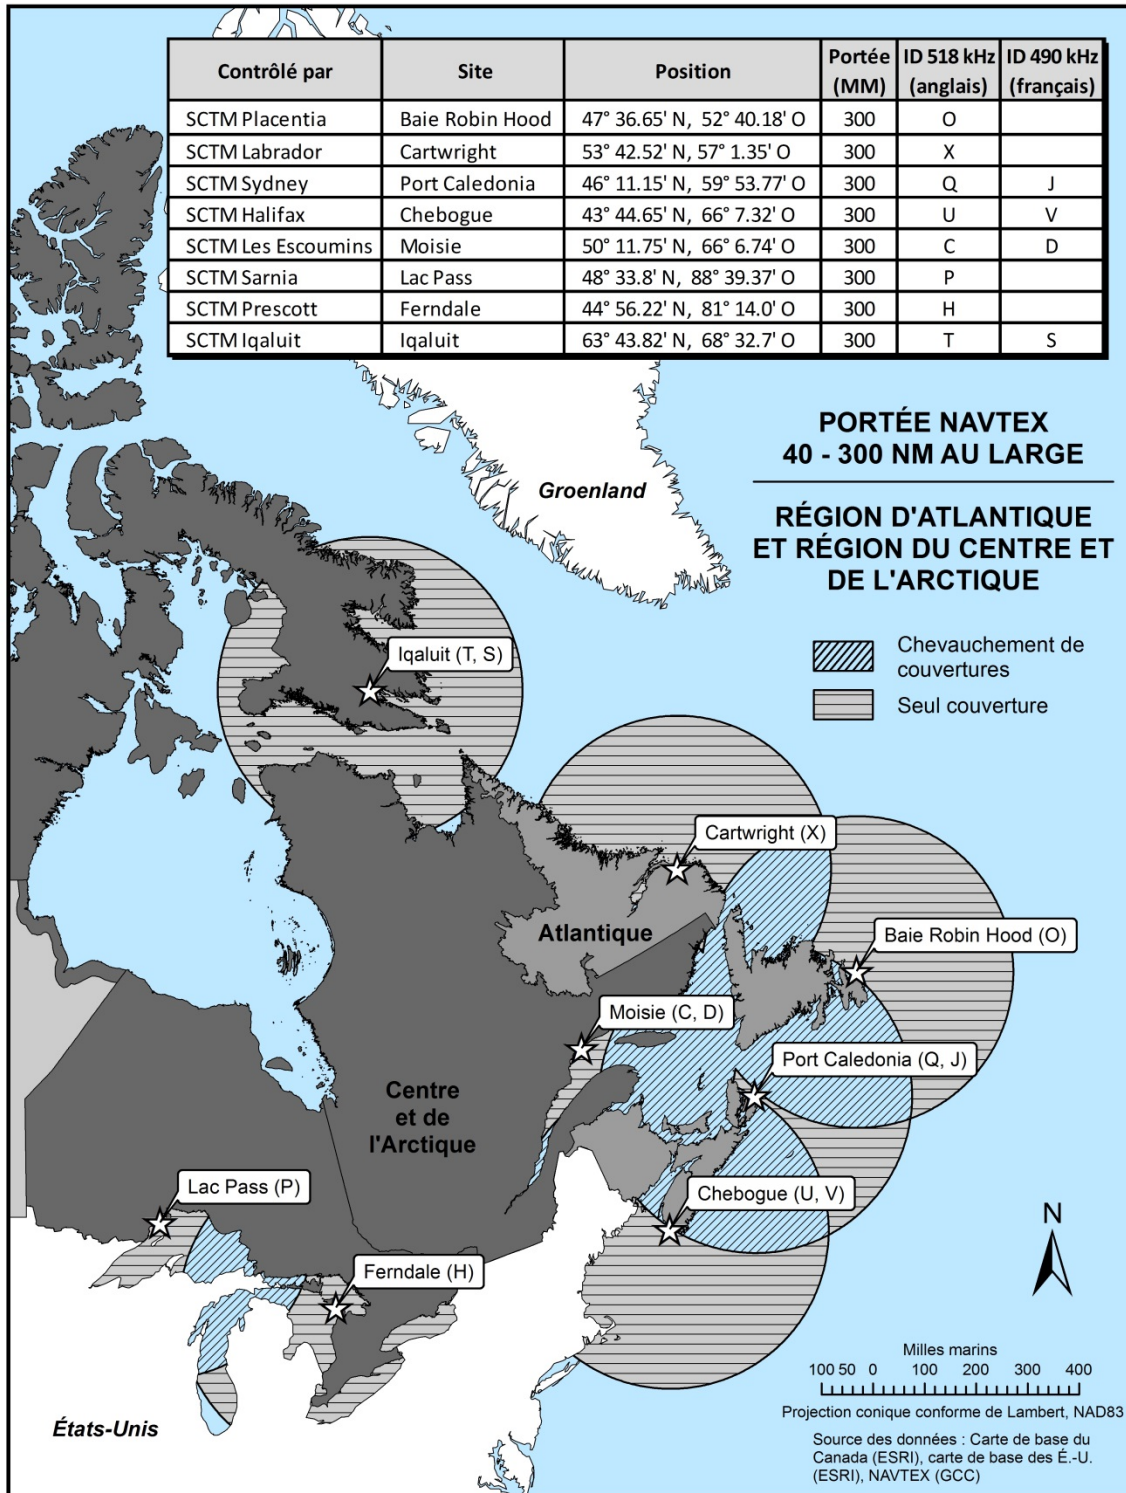 Contrôlé par Site Position Portée (MM) ID 518 kHz (anglais) ID 490 kHz (français)
SCTM Placentia Baie Robin Hood 47° 36.65' N, 52° 40.18' O 300 O
SCTM Labrador Cartwright 53° 42.52' N, 57° 1.35' O 300 X
SCTM Sydney Port Caledonia 46° 11.15' N, 59° 53.77' O 300 Q J
SCTM Halifax Chebogue 43° 44.65' N, 66° 7.32' O 300 U V
SCTM Les Escoumins Moisie 50° 11.75' N, 66° 6.74' O 300 C D
SCTM Sarnia Lac Pass 48° 33.8' N, 88° 39.37' O 300 P
SCTM Prescott Ferndale 44° 56.22' N, 81° 14.0' O 300 H
SCTM Iqaluit Iqaluit 63° 43.82' N, 68° 32.7' O 300 T S
PORTÉE NAVTEX
40 - 300 NM AU LARGE
RÉGION D'ATLANTIQUE
ET RÉGION DU CENTRE ET
DE L'ARCTIQUE
Groenland
Chevauchement de
couvertures
Seul couverture
Iqaluit (T, S)
Cartwright (X)
Atlantique
Baie Robin Hood (O)
Moisie (C, D)
Port Caledonia (Q, J)
Centre
et de
l'Arctique
Lac Pass (P)
Chebogue (U, V)
Ferndale (H)
N
États-Unis
Milles marins
100 50 0 100 200 300 400
Projection conique conforme de Lambert, NAD83
Source des données : Carte de base du
Canada (ESRI), carte de base des É.-U.
(ESRI), NAVTEX (GCC)